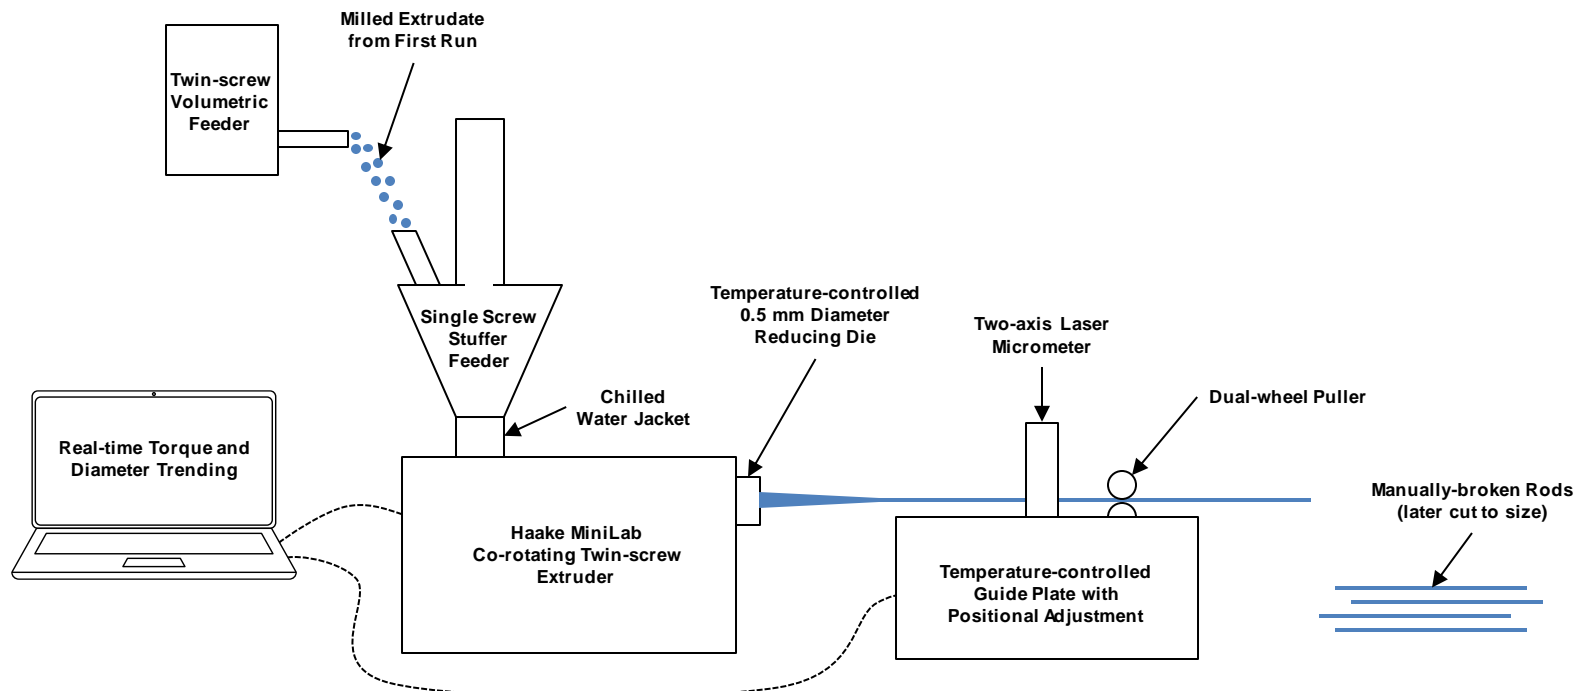 Milled Extrudate
from First Run
Twin-screw
Volumetric
Feeder
Single Screw
Stuffer
Feeder
Temperature-controlled
0.5 mm Diameter
Reducing Die
Two-axis Laser
Micrometer
Chilled
Water Jacket
Dual-wheel Puller
Real-time Torque and
Diameter Trending
Manually-broken Rods
(later cut to size)
Haake MiniLab
Co-rotating Twin-screw
Extruder
Temperature-controlled
Guide Plate with
Positional Adjustment